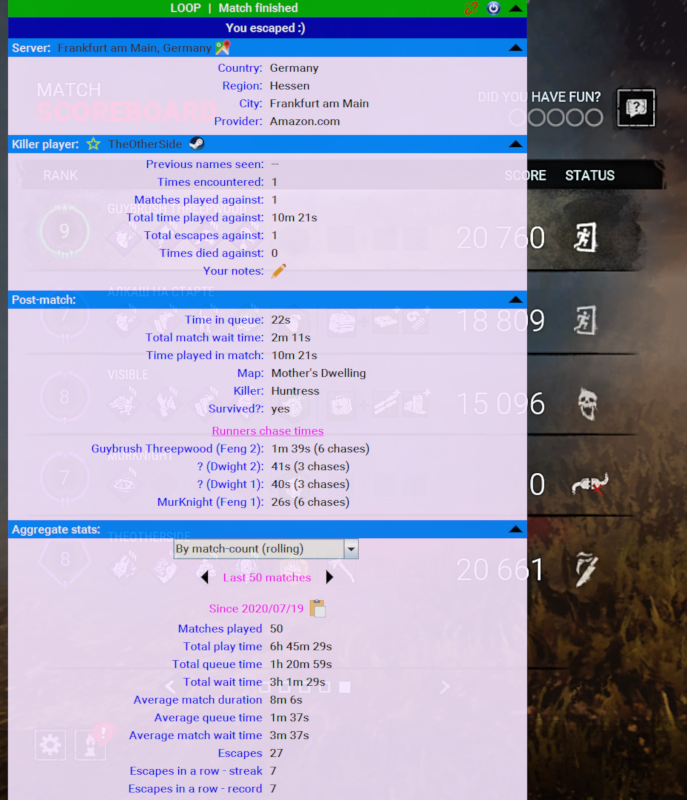 LOOP | Match finished
You escaped :)
Server: Frankfurt am Main, Germany
Country: Germany
Region: Hessen
City: Frankfurt am Main
Provider: Amazon.com
MATCH
SCOREBOARD
DID YOU HAVE FUN?
Killer player: TheOtherSide
Previous names seen: --
Times encountered: 1
Matches played against: 1
Total time played against: 10m 21s
Total escapes against: 1
Times died against: 0
Your notes:
RANK SCORE STATUS
9 GUYBRUSH THREEPWOOD 20 760
Post-match:
Time in queue: 22s
Total match wait time: 2m 11s
Time played in match: 10m 21s
Map: Mother's Dwelling
Killer: Huntress
Survived?: yes
7 АЛКАШ НА СТАРТЕ 18 809
8 VISIBLE 15 096
Runners chase times
Guybrush Threepwood (Feng 2): 1m 39s (6 chases)
? (Dwight 2): 41s (3 chases)
? (Dwight 1): 40s (3 chases)
MurKnight (Feng 1): 26s (6 chases)
7 MURKNIGHT 0
Aggregate stats:
8 THEOTHERSIDE 20 661
By match-count (rolling)
Last 50 matches
Since 2020/07/19
Matches played 50
Total play time 6h 45m 29s
Total queue time 1h 20m 59s
Total wait time 3h 1m 29s
Average match duration 8m 6s
Average queue time 1m 37s
Average match wait time 3m 37s
Escapes 27
Escapes in a row - streak 7
Escapes in a row - record 7